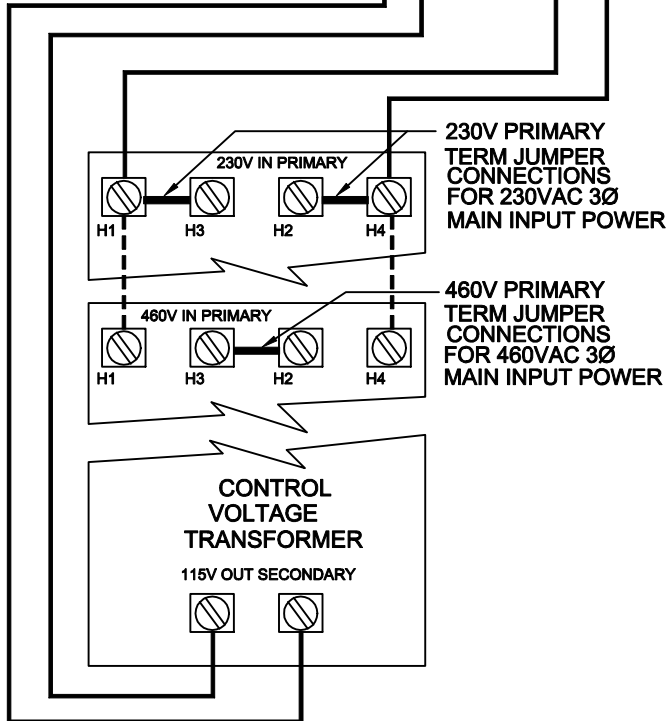 230V PRIMARY
TERM JUMPER
CONNECTIONS
FOR 230VAC 3Ø
MAIN INPUT POWER
230V IN PRIMARY
H1
H3
H2
H4
460V PRIMARY
TERM JUMPER
CONNECTIONS
FOR 460VAC 3Ø
MAIN INPUT POWER
460V IN PRIMARY
H1
H3
H2
H4
CONTROL
VOLTAGE
TRANSFORMER
115V OUT SECONDARY